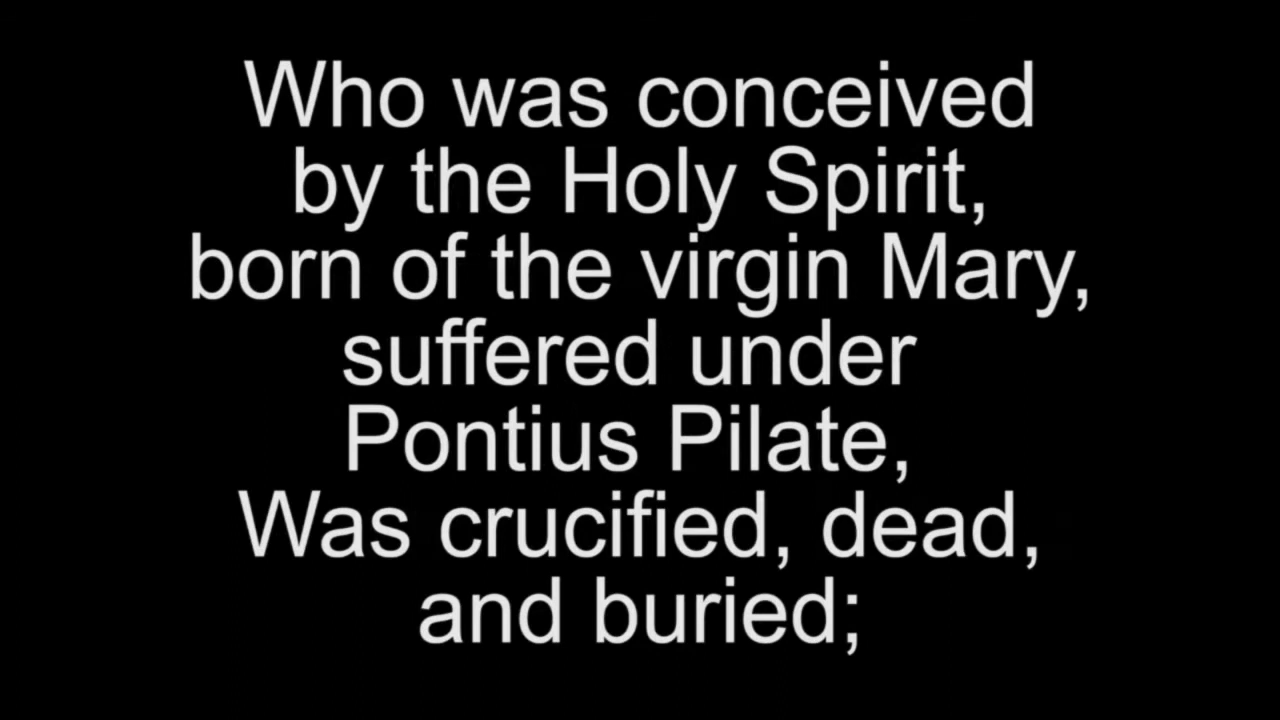 Who was conceived
by the Holy Spirit,
born of the virgin Mary,
suffered under
Pontius Pilate,
Was crucified, dead,
and buried;